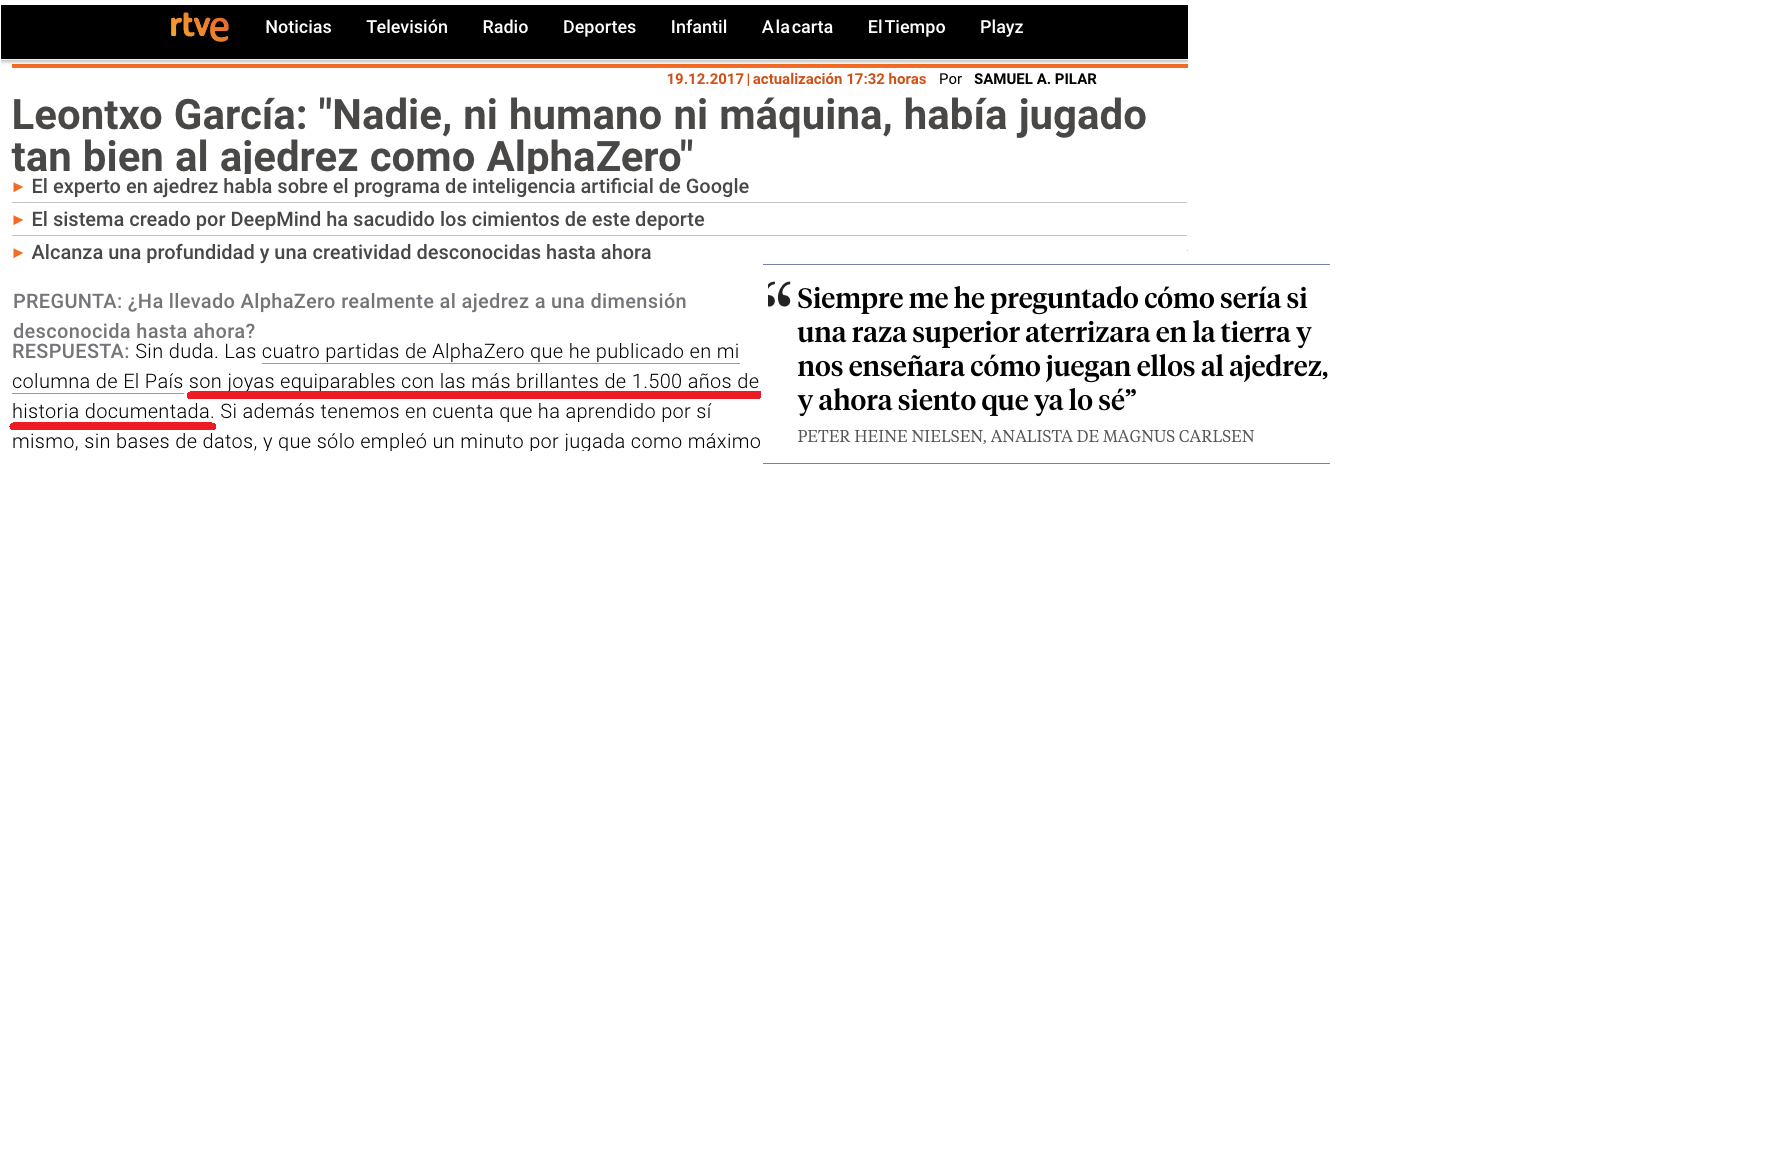 rtve Noticias Televisión Radio Deportes Infantil A la carta El Tiempo Playz
19.12.2017 | actualización 17:32 horas Por SAMUEL A. PILAR
Leontxo García: "Nadie, ni humano ni máquina, había jugado
tan bien al ajedrez como AlphaZero"
► El experto en ajedrez habla sobre el programa de inteligencia artificial de Google
► El sistema creado por DeepMind ha sacudido los cimientos de este deporte
► Alcanza una profundidad y una creatividad desconocidas hasta ahora
PREGUNTA: ¿Ha llevado AlphaZero realmente al ajedrez a una dimensión
desconocida hasta ahora?
RESPUESTA: Sin duda. Las cuatro partidas de AlphaZero que he publicado en mi
columna de El País son joyas equiparables con las más brillantes de 1.500 años de
historia documentada. Si además tenemos en cuenta que ha aprendido por sí
mismo, sin bases de datos, y que sólo empleó un minuto por jugada como máximo
“Siempre me he preguntado cómo sería si
una raza superior aterrizara en la tierra y
nos enseñara cómo juegan ellos al ajedrez,
y ahora siento que ya lo sé”
PETER HEINE NIELSEN, ANALISTA DE MAGNUS CARLSEN